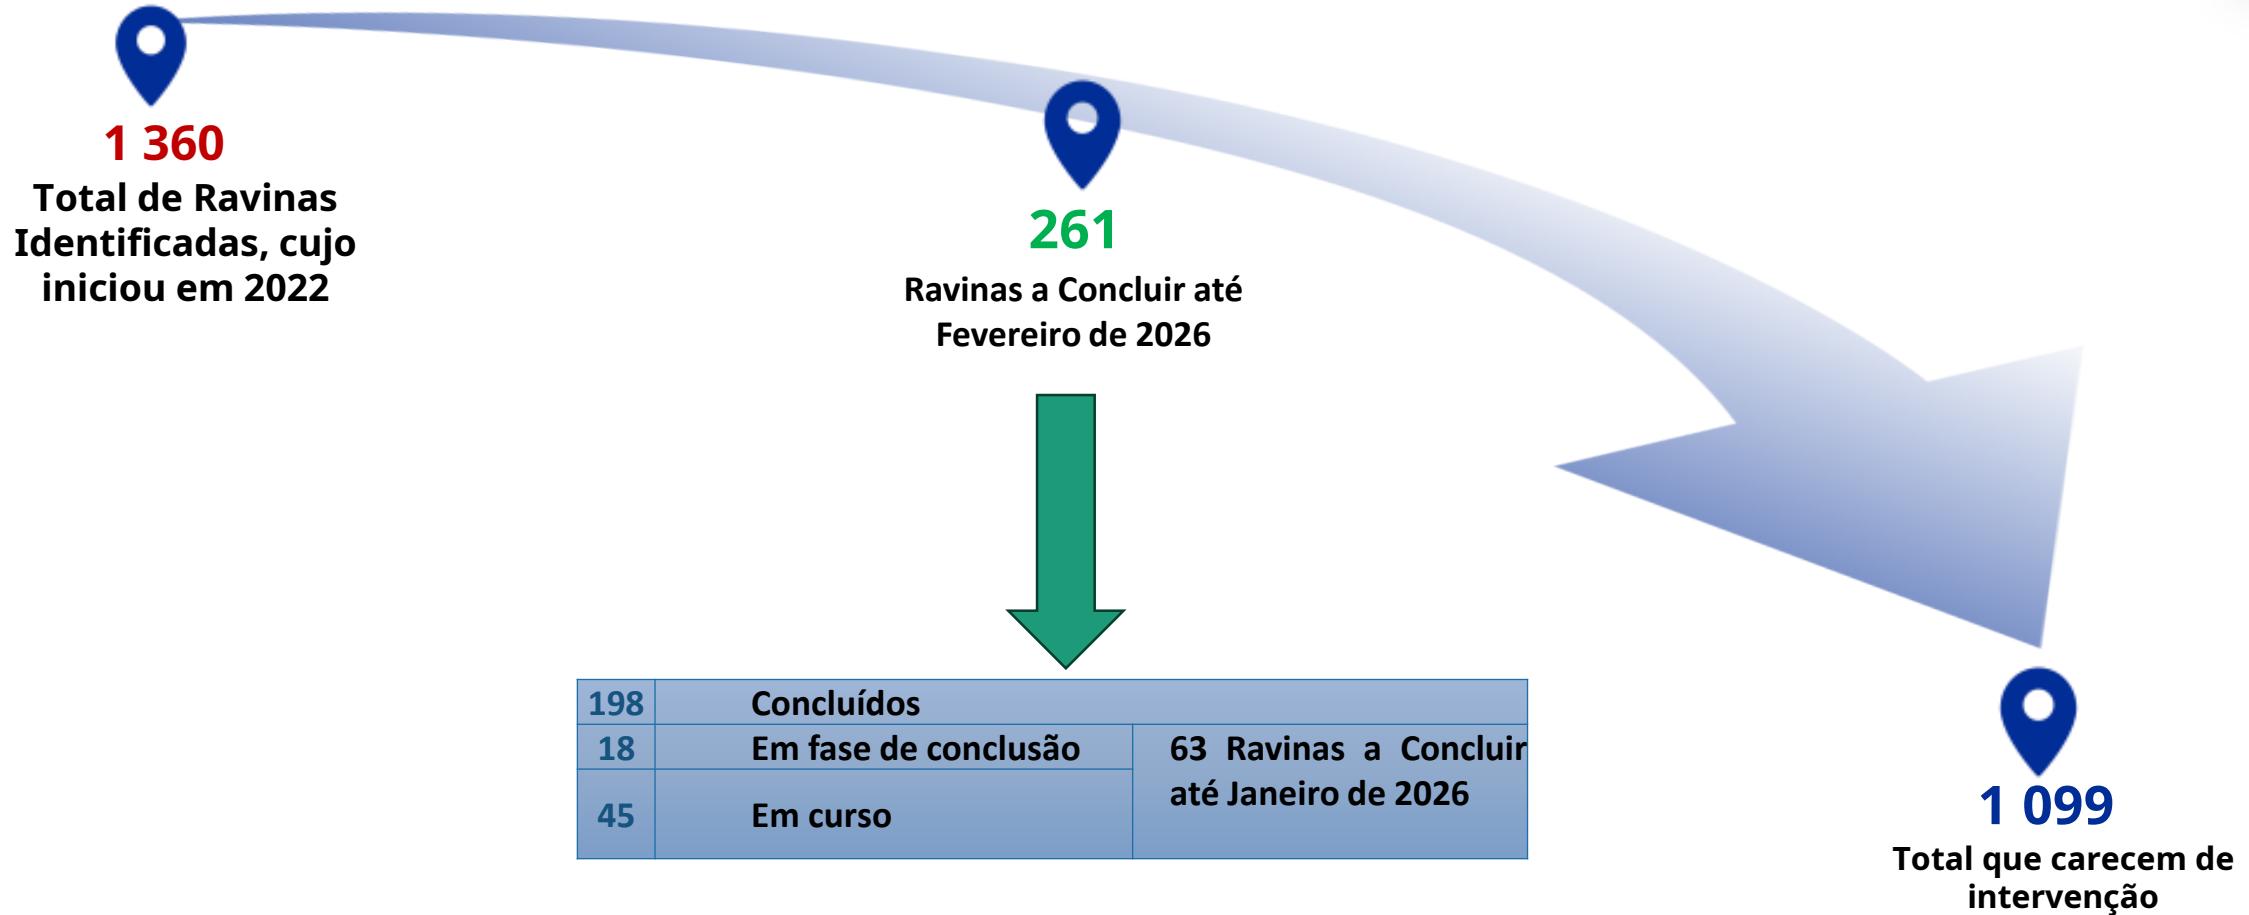 1 360
Total de Ravinas
Identificadas, cujo
iniciou em 2022
261
Ravinas a Concluir até
Fevereiro de 2026
198 Concluídos
18 Em fase de conclusão
45 Em curso
63 Ravinas a Concluir
até Janeiro de 2026
1 099
Total que carecem de
intervenção